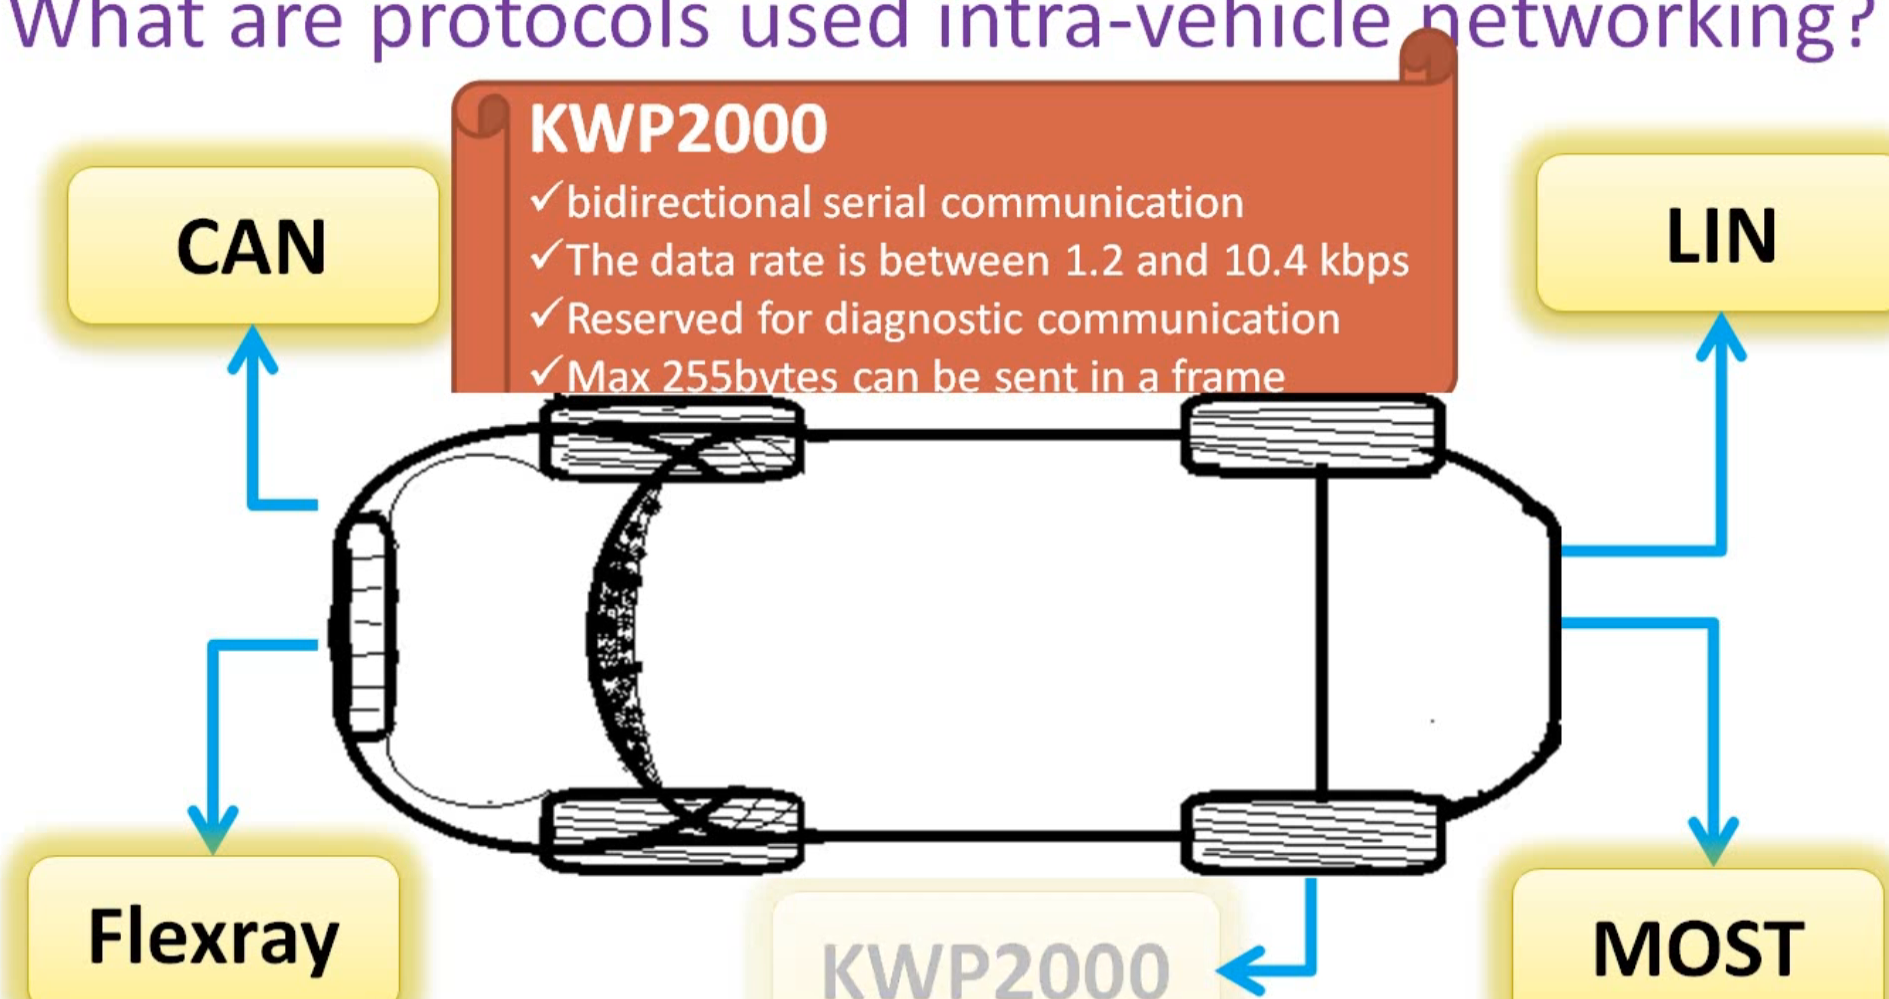 What are protocols used intra-vehicle networking?
KWP2000
✓bidirectional serial communication
✓The data rate is between 1.2 and 10.4 kbps
✓Reserved for diagnostic communication
✓Max 255bytes can be sent in a frame
CAN
LIN
Flexray
KWP2000
MOST